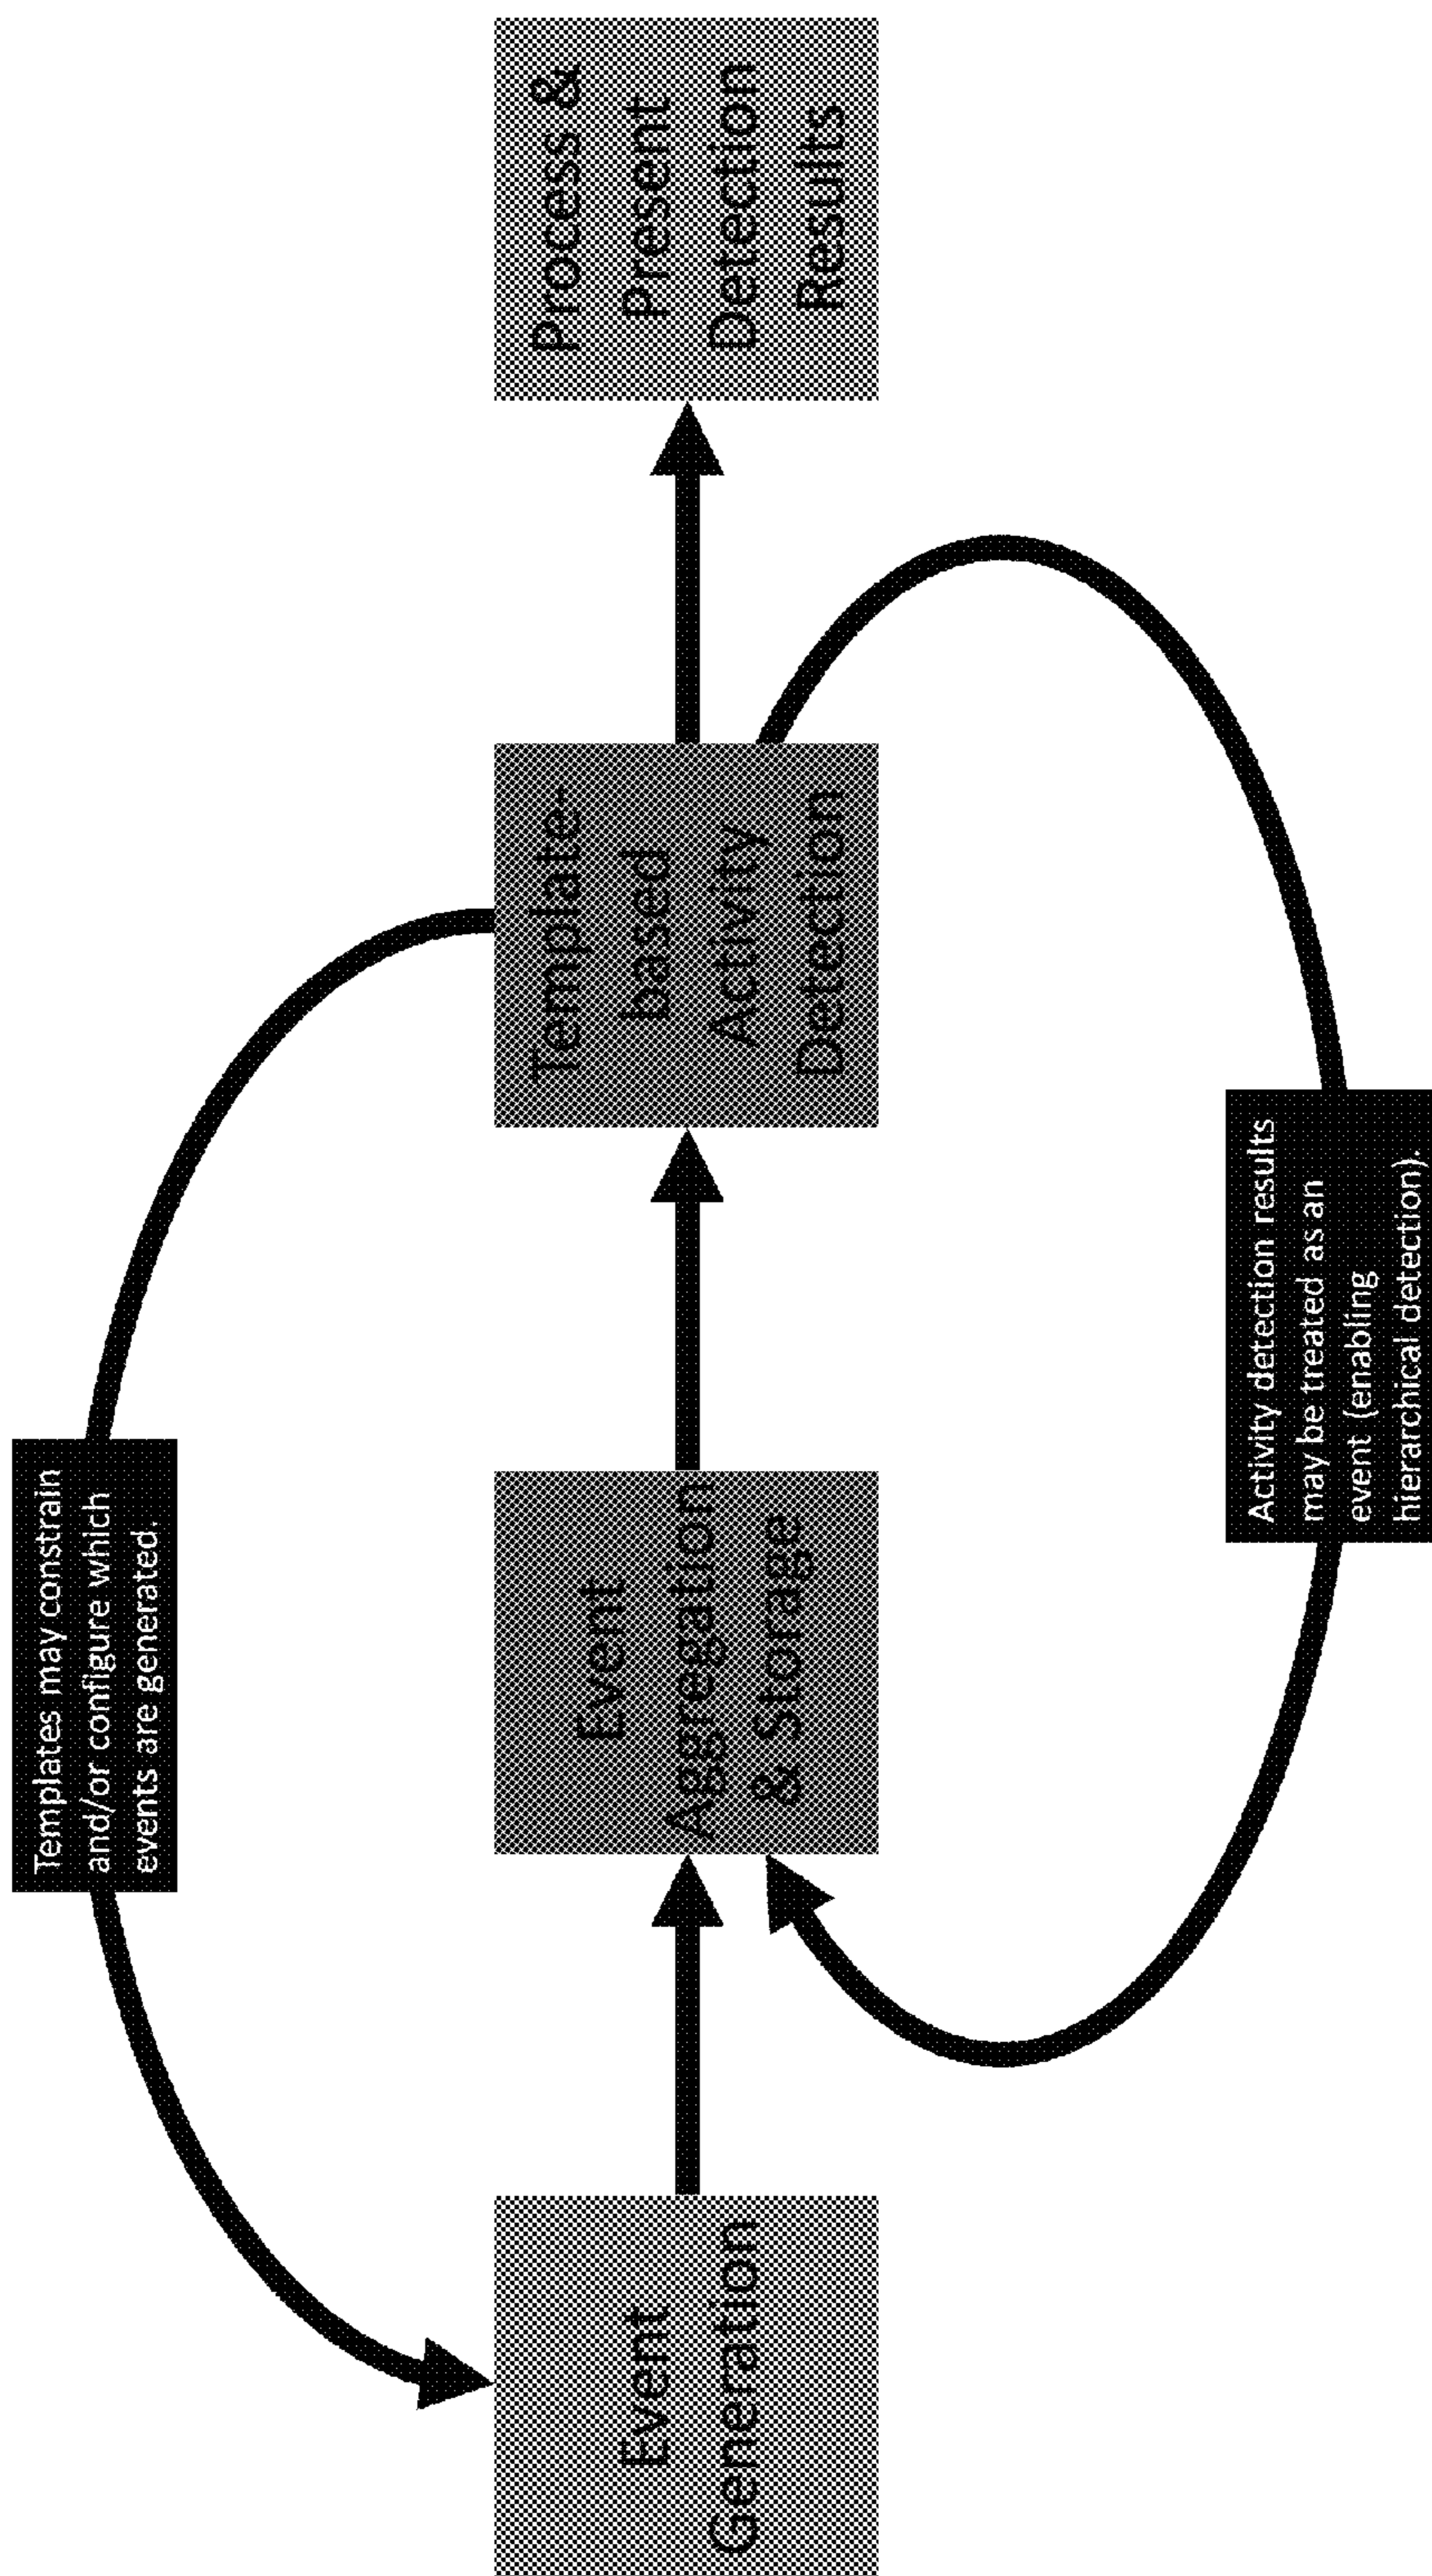 Templates may constrain
and/or configure which
events are generated.
Event
Generation
Event
Aggregation
& Storage
Template-
based
Activity
Detection
Process &
Present
Detection
Results
Activity detection results
may be treated as an
event (enabling
hierarchical detection).